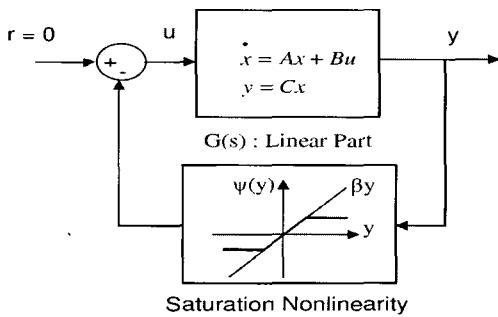 r = 0
+
-
u
y
ẋ = Ax + Bu
y = Cx
G(s) : Linear Part
ψ(y)
βy
y
Saturation Nonlinearity